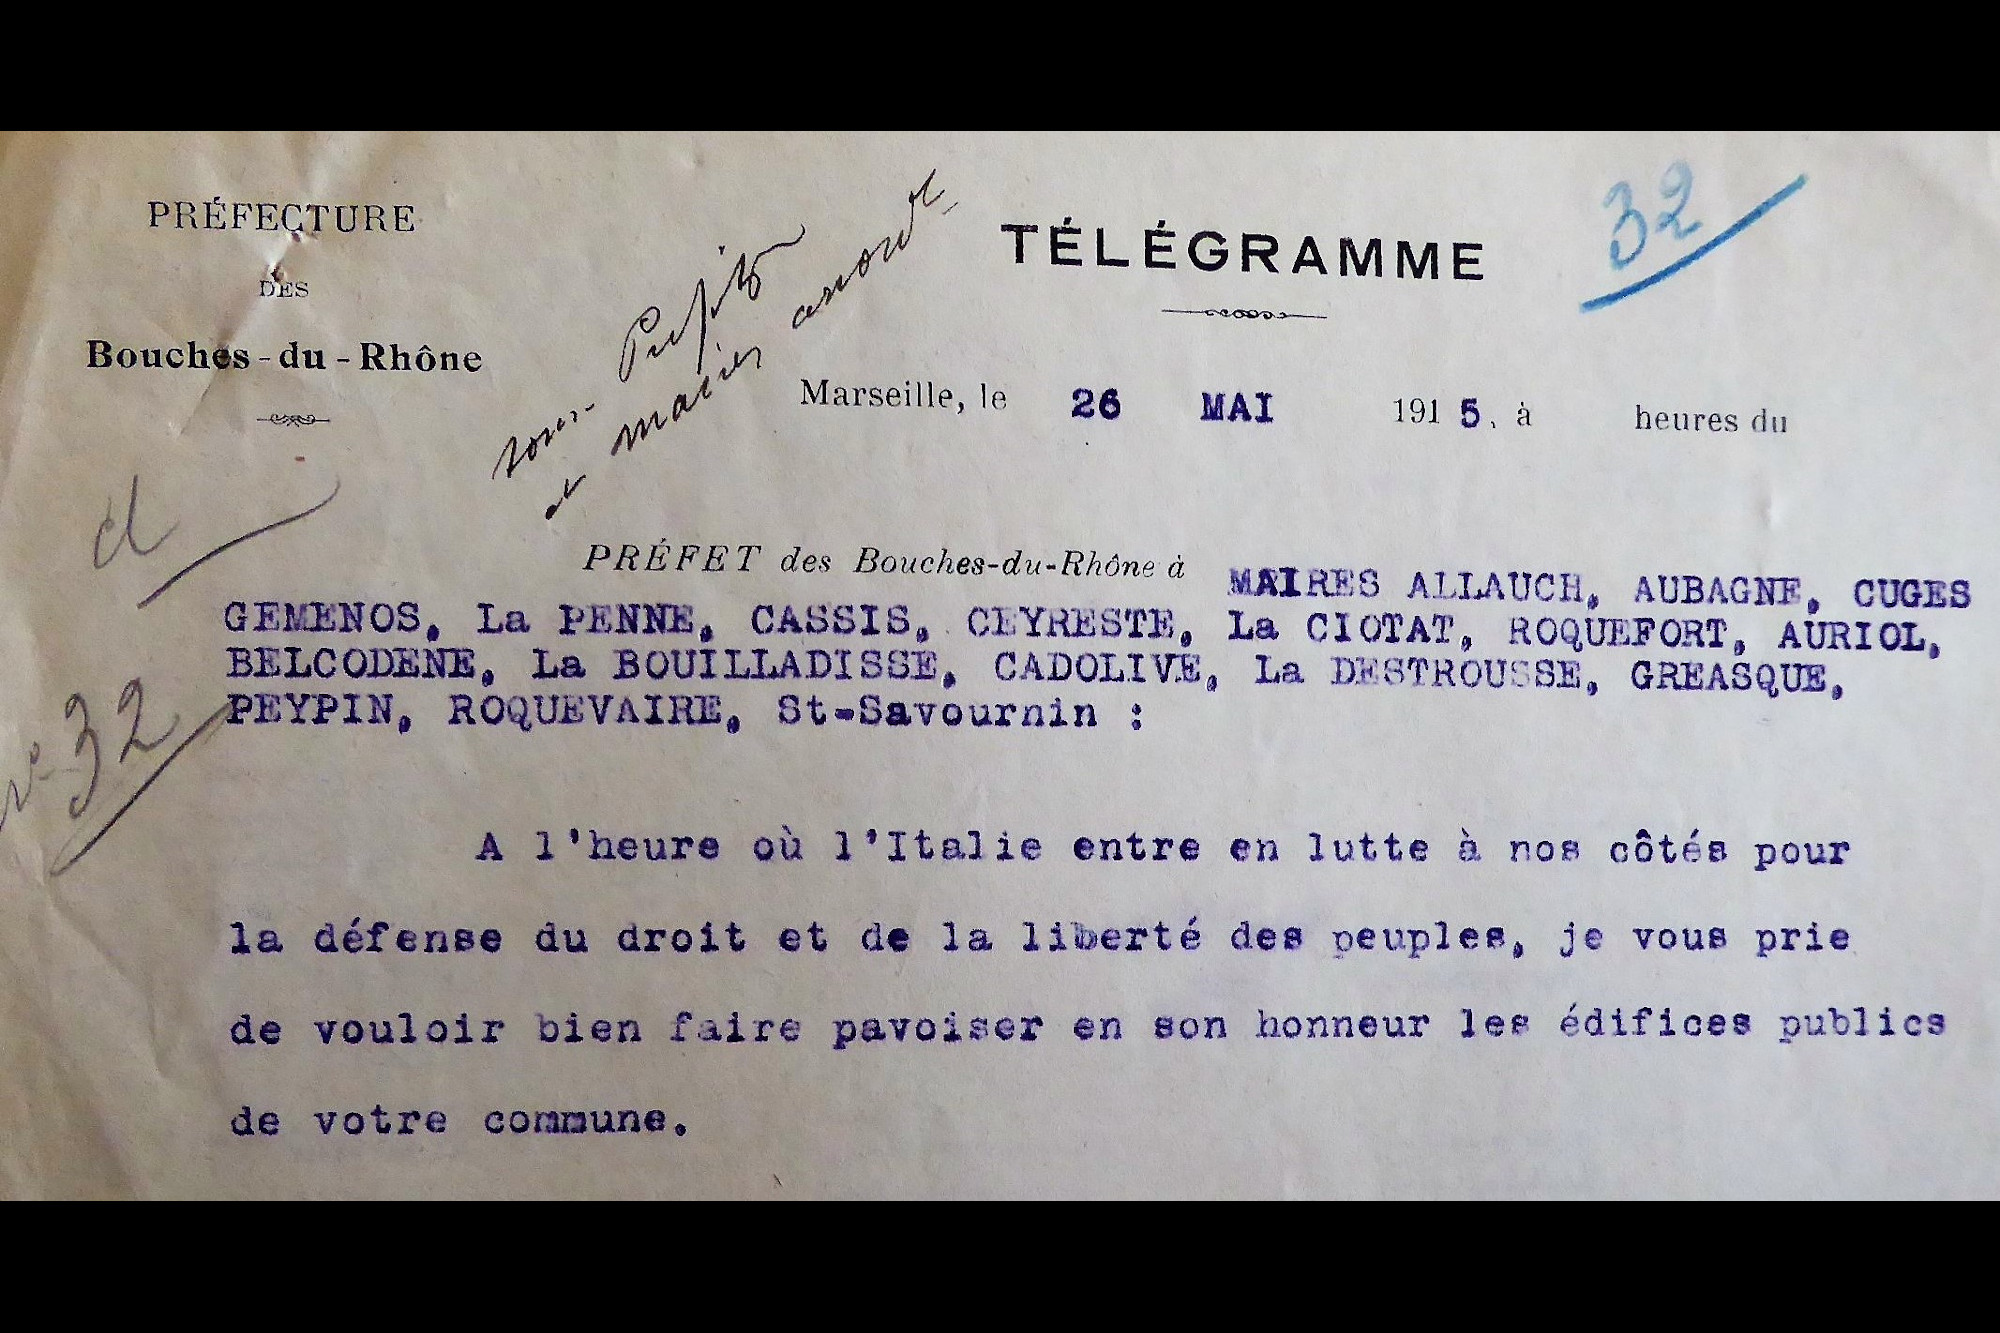 PRÉFECTURE
DES
Bouches-du-Rhône
sous-Préfets
et maires
TÉLÉGRAMME
32
Marseille, le 26 MAI 1915, à heures du
PRÉFET des Bouches-du-Rhône à MAIRES ALLAUCH, AUBAGNE, CUGES
GEMENOS, La PENNE, CASSIS, CEYRESTE, La CIOTAT, ROQUEFORT, AURIOL,
BELCODENE, La BOUILLADISSE, CADOLIVE, La DESTROUSSE, GREASQUE,
PEYPIN, ROQUEVAIRE, St-Savournin :
n° 32
A l'heure où l'Italie entre en lutte à nos côtés pour
la défense du droit et de la liberté des peuples, je vous prie
de vouloir bien faire pavoiser en son honneur les édifices publics
de votre commune.